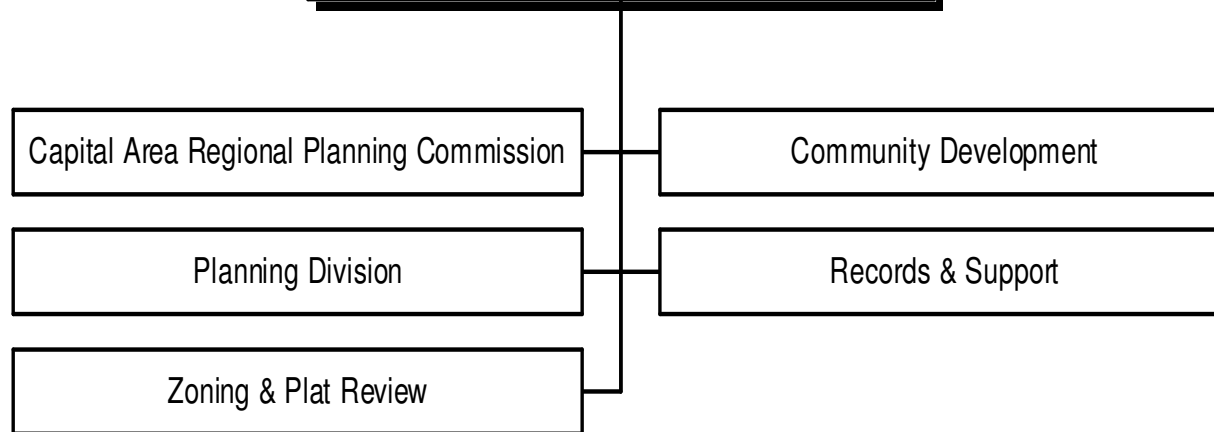 Capital Area Regional Planning Commission
Community Development
Planning Division
Records & Support
Zoning & Plat Review